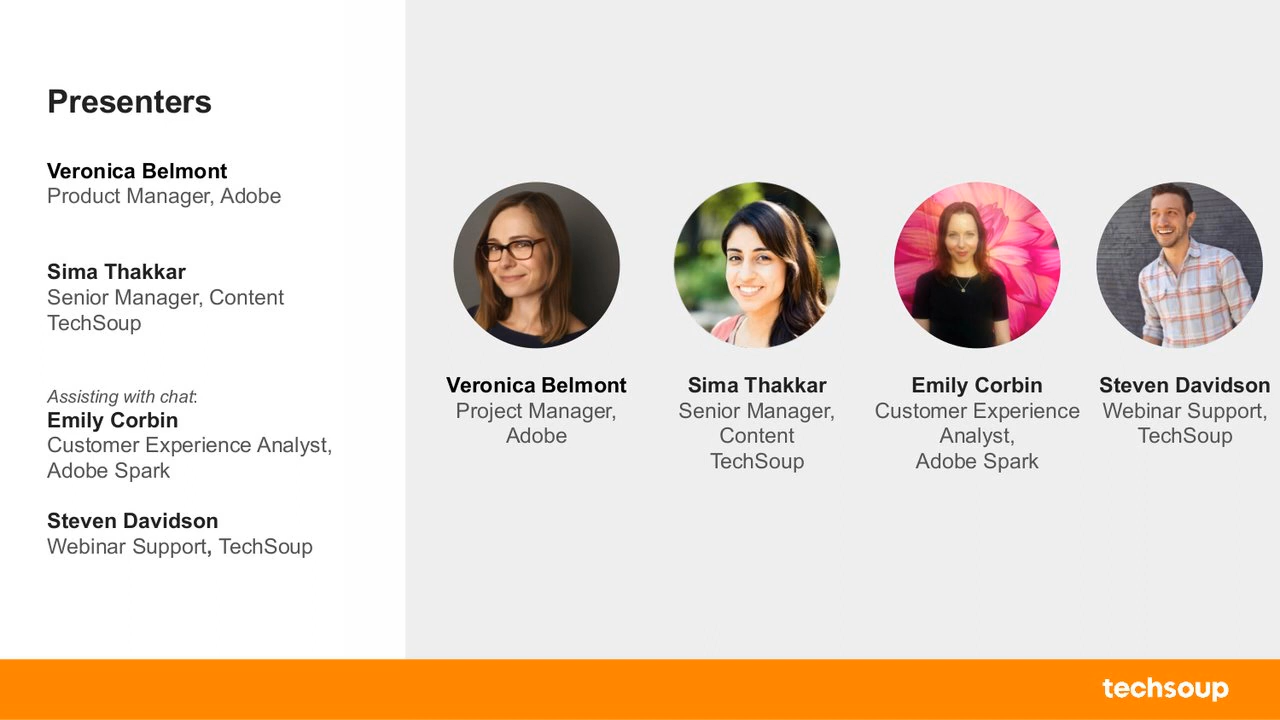 Presenters
Veronica Belmont
Product Manager, Adobe
Sima Thakkar
Senior Manager, Content
TechSoup
Assisting with chat:
Emily Corbin
Customer Experience Analyst,
Adobe Spark
Steven Davidson
Webinar Support, TechSoup
Veronica Belmont
Project Manager,
Adobe
Sima Thakkar
Senior Manager,
Content
TechSoup
Emily Corbin
Customer Experience
Analyst,
Adobe Spark
Steven Davidson
Webinar Support,
TechSoup
techsoup